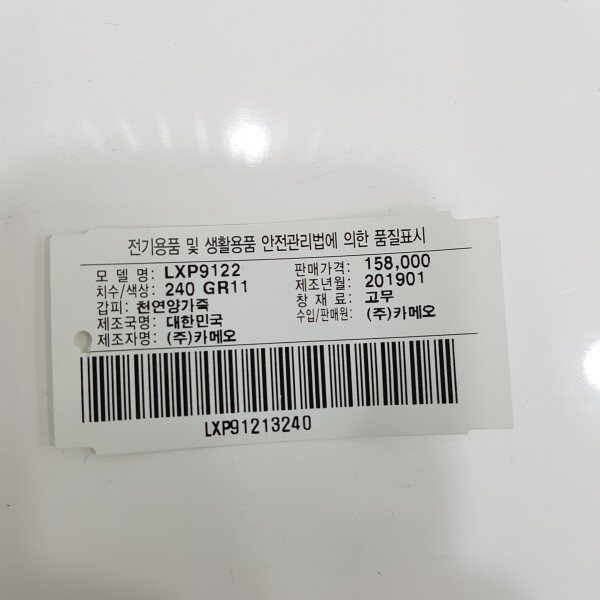 전기용품 및 생활용품 안전관리법에 의한 품질표시
모 델 명: LXP9122 판매가격: 158,000
치수/색상: 240 GR11 제조년월: 201901
갑피: 천연양가죽 창 재 료: 고무
제조국명: 대한민국 수입/판매원: (주)카메오
제조자명: (주)카메오
LXP91213240